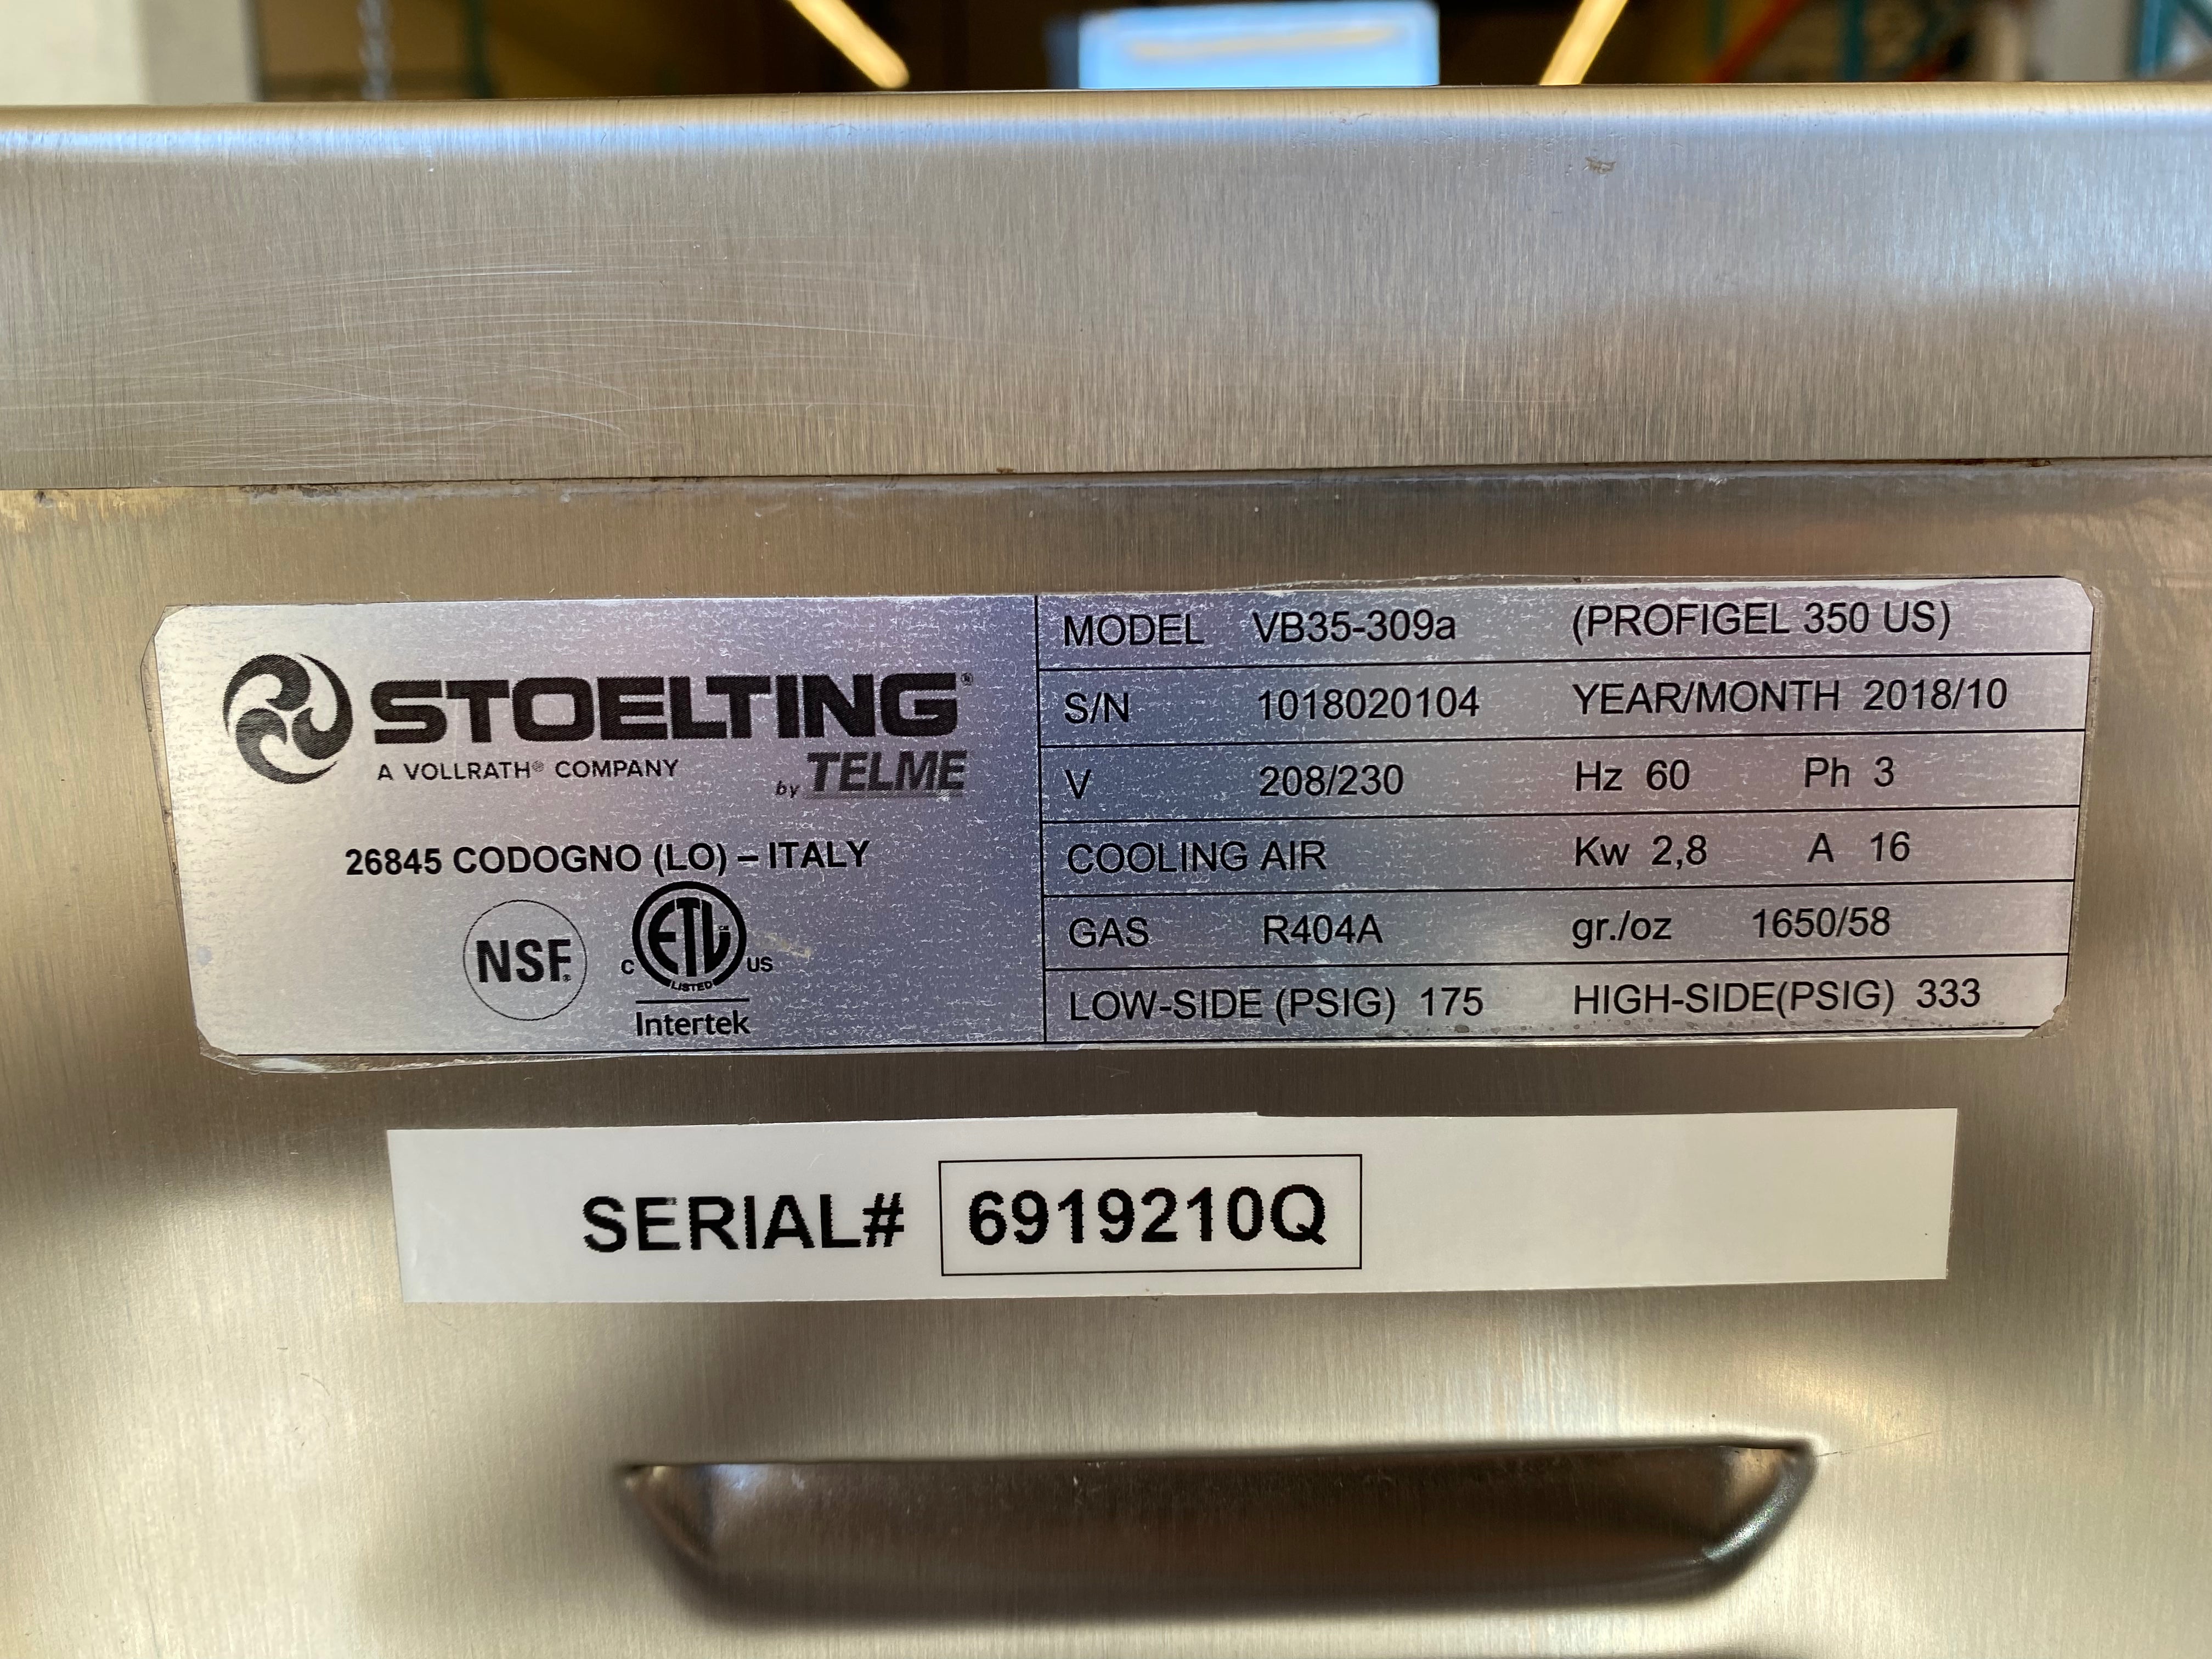 STOELTING®
A VOLLRATH® COMPANY
by TELME
26845 CODOGNO (LO) – ITALY
NSF®
C ETL CM US
LISTED
Intertek
MODEL VB35-309a (PROFIGEL 350 US)
S/N 1018020104 YEAR/MONTH 2018/10
V 208/230 Hz 60 Ph 3
COOLING AIR Kw 2,8 A 16
GAS R404A gr./oz 1650/58
LOW-SIDE (PSIG) 175 HIGH-SIDE(PSIG) 333
SERIAL# 6919210Q